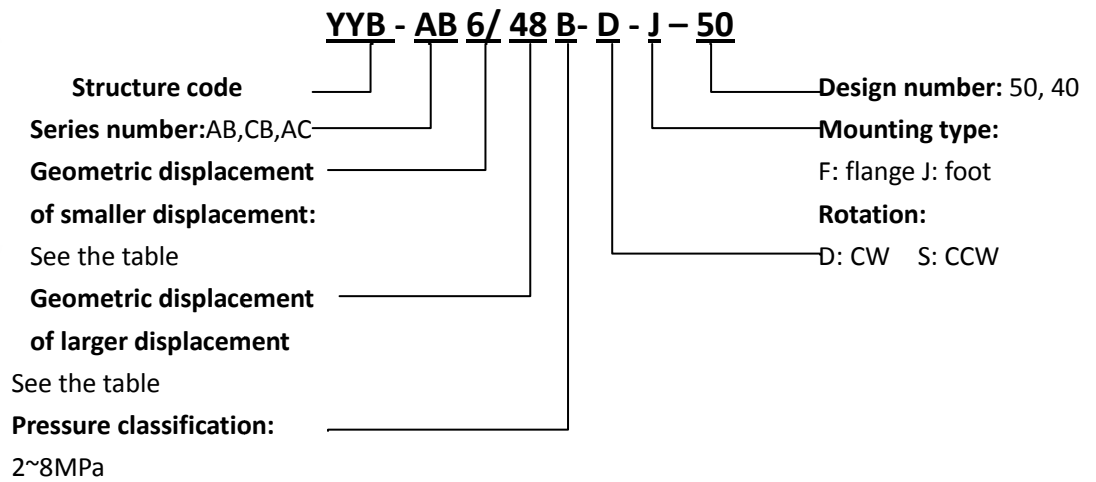 YYB - AB 6/ 48 B- D - J – 50
Structure code
Series number:AB,CB,AC
Geometric displacement
of smaller displacement:
See the table
Geometric displacement
of larger displacement
See the table
Pressure classification:
2~8MPa
Design number: 50, 40
Mounting type:
F: flange J: foot
Rotation:
D: CW S: CCW